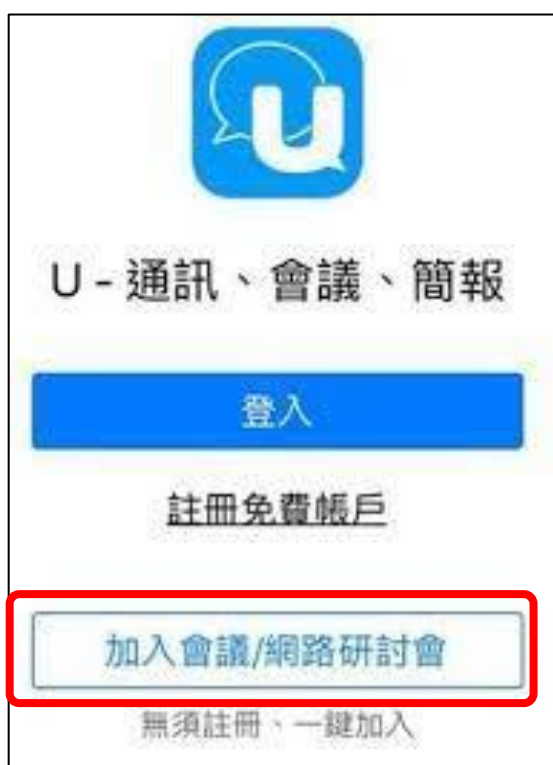 U
U - 通訊、會議、簡報
登入
註冊免費帳戶
加入會議/網路研討會
無須註冊、一鍵加入